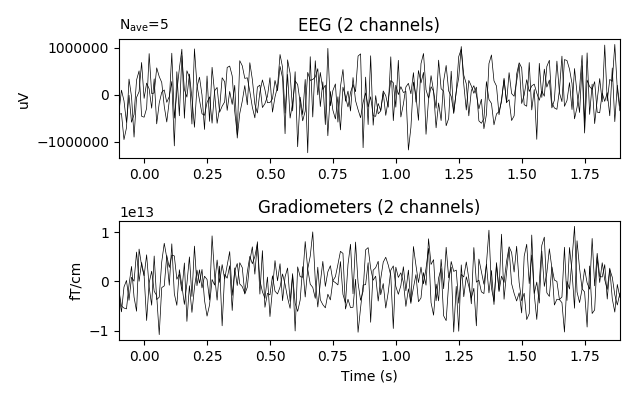 N_ave=5
EEG (2 channels)
1000000
0
−1000000
uV
0.00 0.25 0.50 0.75 1.00 1.25 1.50 1.75
1e13
Gradiometers (2 channels)
1
0
−1
fT/cm
0.00 0.25 0.50 0.75 1.00 1.25 1.50 1.75
Time (s)